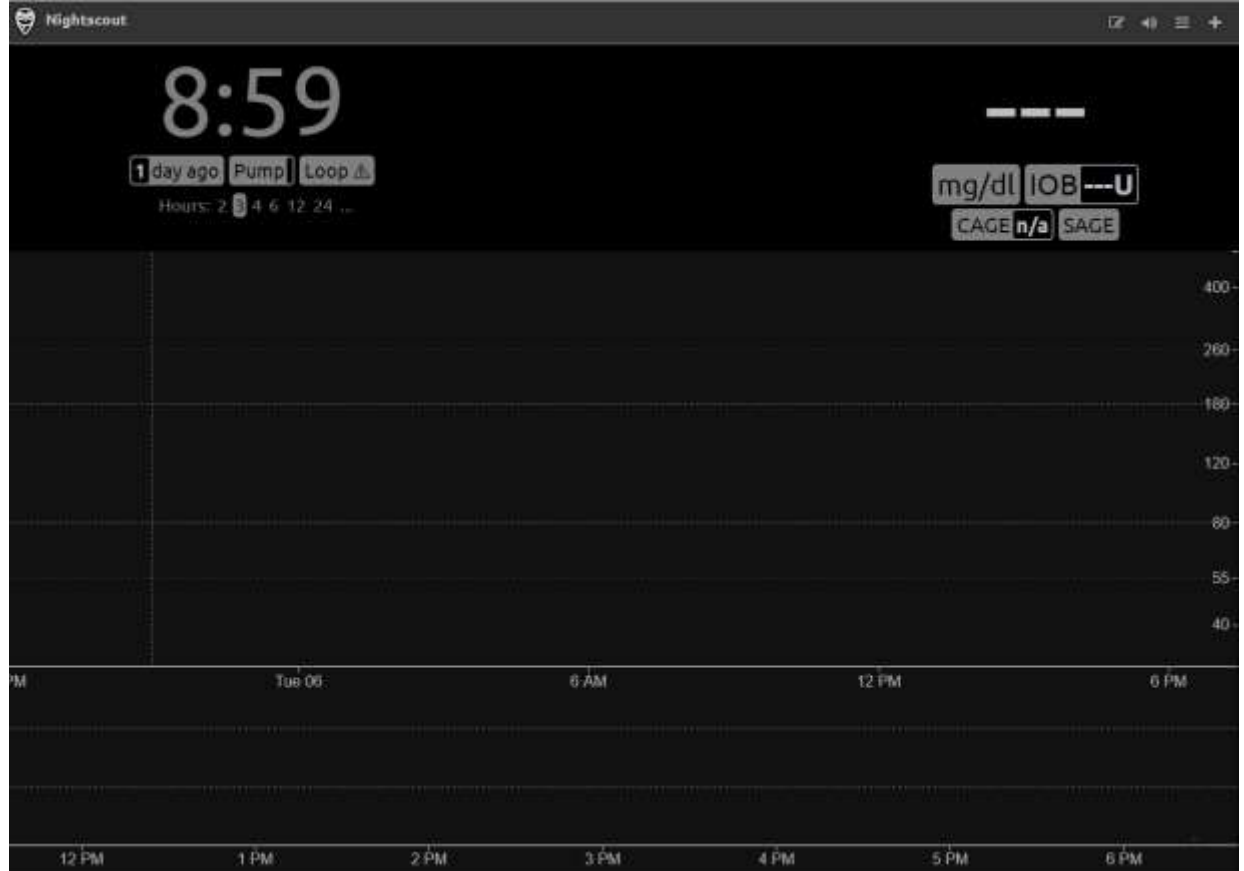 Nightscout
8:59
---
1 day ago Pump Loop ⚠
mg/dl IOB ---U
Hours: 2 3 4 6 12 24 ...
CAGE n/a SAGE
400
260
180
120
80
55
40
PM Tue 06 6 AM 12 PM 6 PM
12 PM 1 PM 2 PM 3 PM 4 PM 5 PM 6 PM